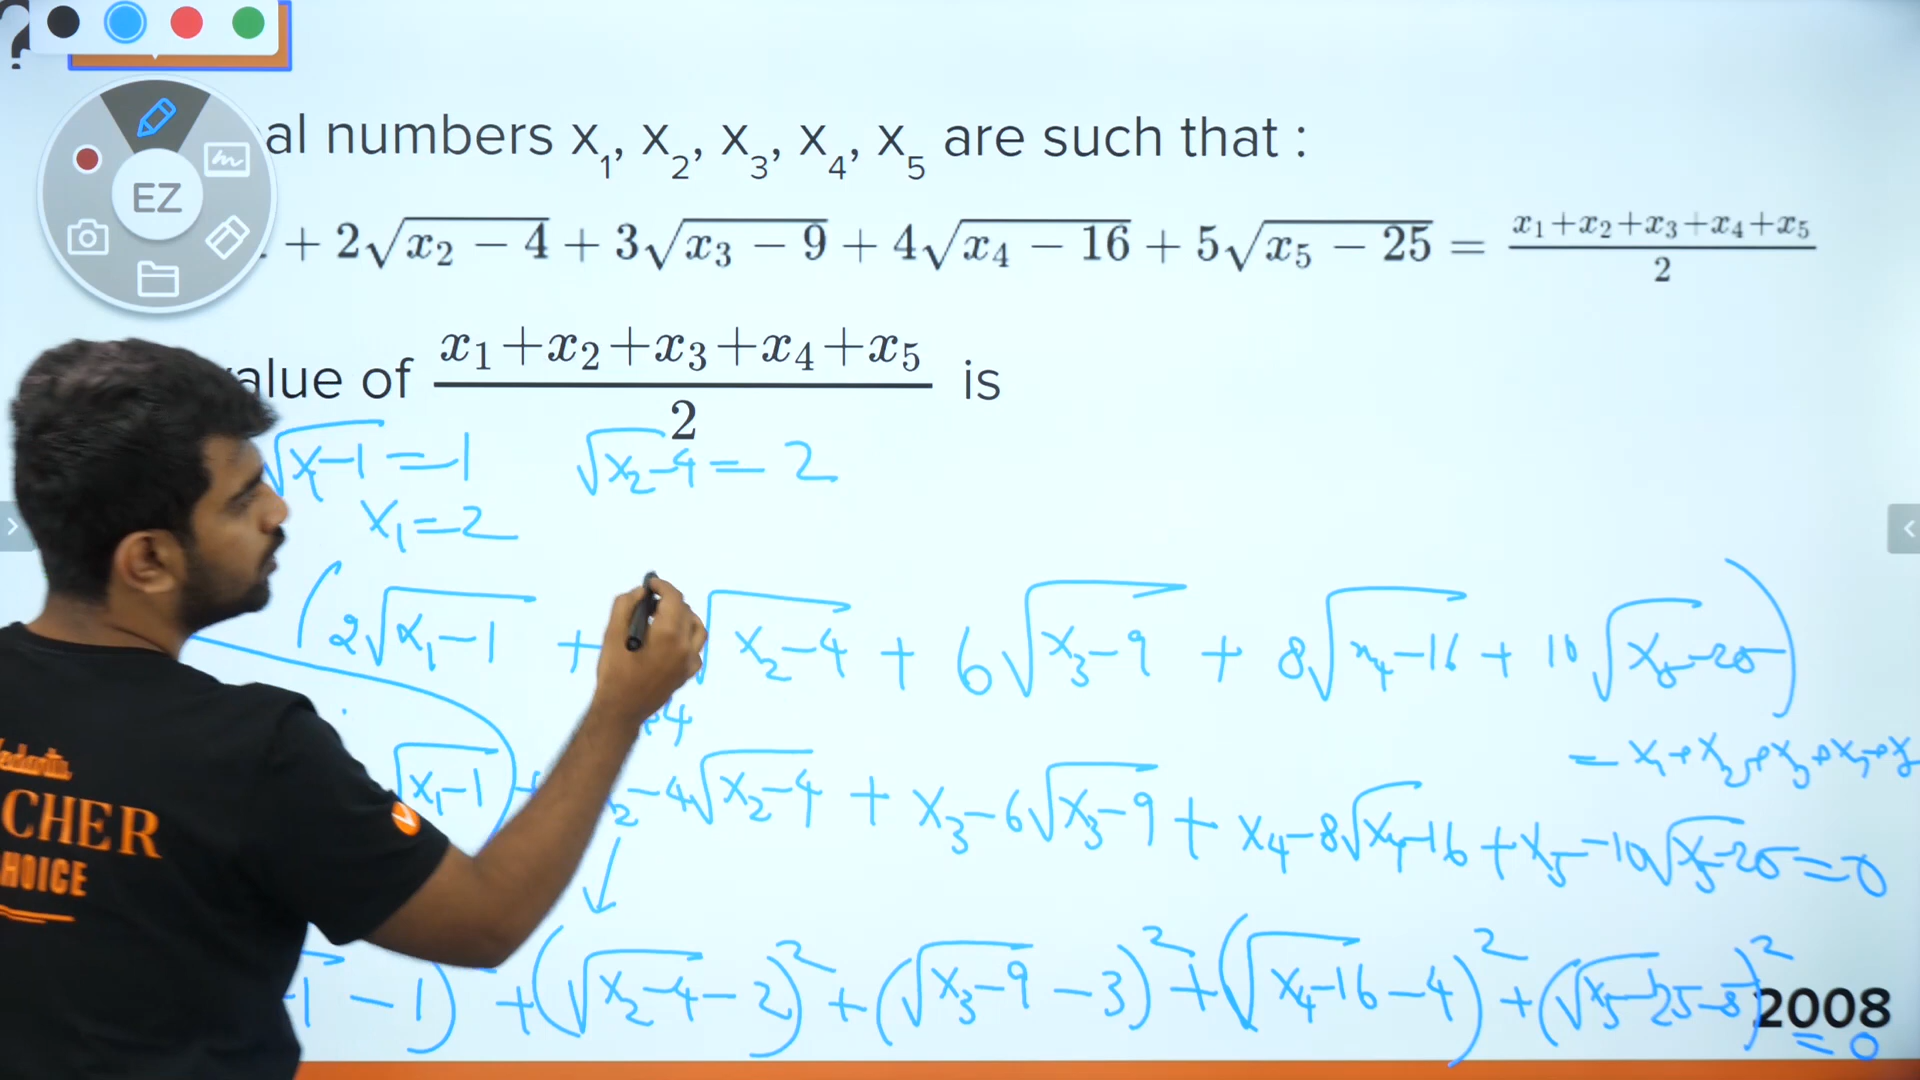 ?
EZ
al numbers x₁, x₂, x₃, x₄, x₅ are such that :
+ 2√(x₂ − 4) + 3√(x₃ − 9) + 4√(x₄ − 16) + 5√(x₅ − 25) = (x₁+x₂+x₃+x₄+x₅)/2
alue of (x₁+x₂+x₃+x₄+x₅)/2 is
√(x₁−1) = 1 √(x₂−4) = 2
x₁ = 2
(2√(x₁−1) + √(x₂−4) + 6√(x₃−9) + 8√(x₄−16) + 10√(x₅−25))
= x₁+x₂+x₃+x₄+x₅
√(x₁−1) + x₂−4√(x₂−4) + x₃−6√(x₃−9) + x₄−8√(x₄−16) + x₅−10√(x₅−25) = 0
−1 − 1) + (√(x₂−4) − 2)² + (√(x₃−9) − 3)² + (√(x₄−16) − 4)² + (√(x₅−25) − 5)²
= 0
2008
CHER
HOICE